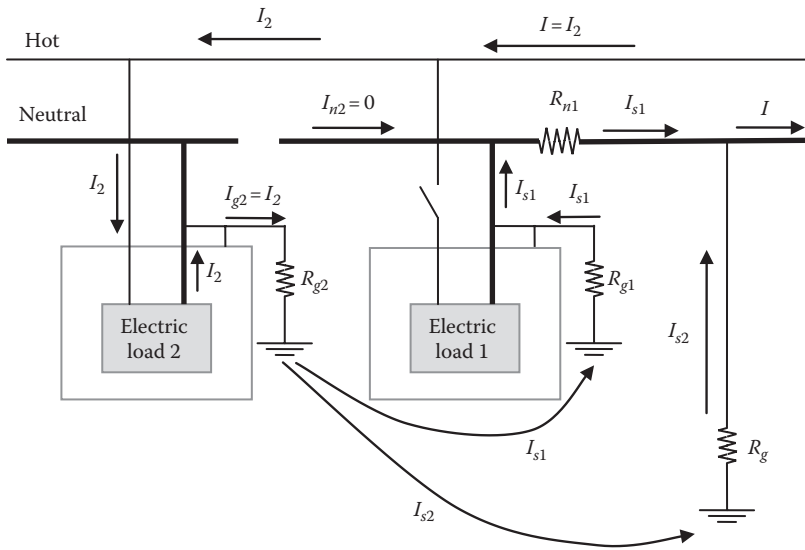 I2
I = I2
Hot
Neutral
In2 = 0
Rn1
Is1
I
I2
Ig2 = I2
Is1
Is1
I2
Rg2
Rg1
Electric
load 2
Electric
load 1
Is2
Is1
Rg
Is2